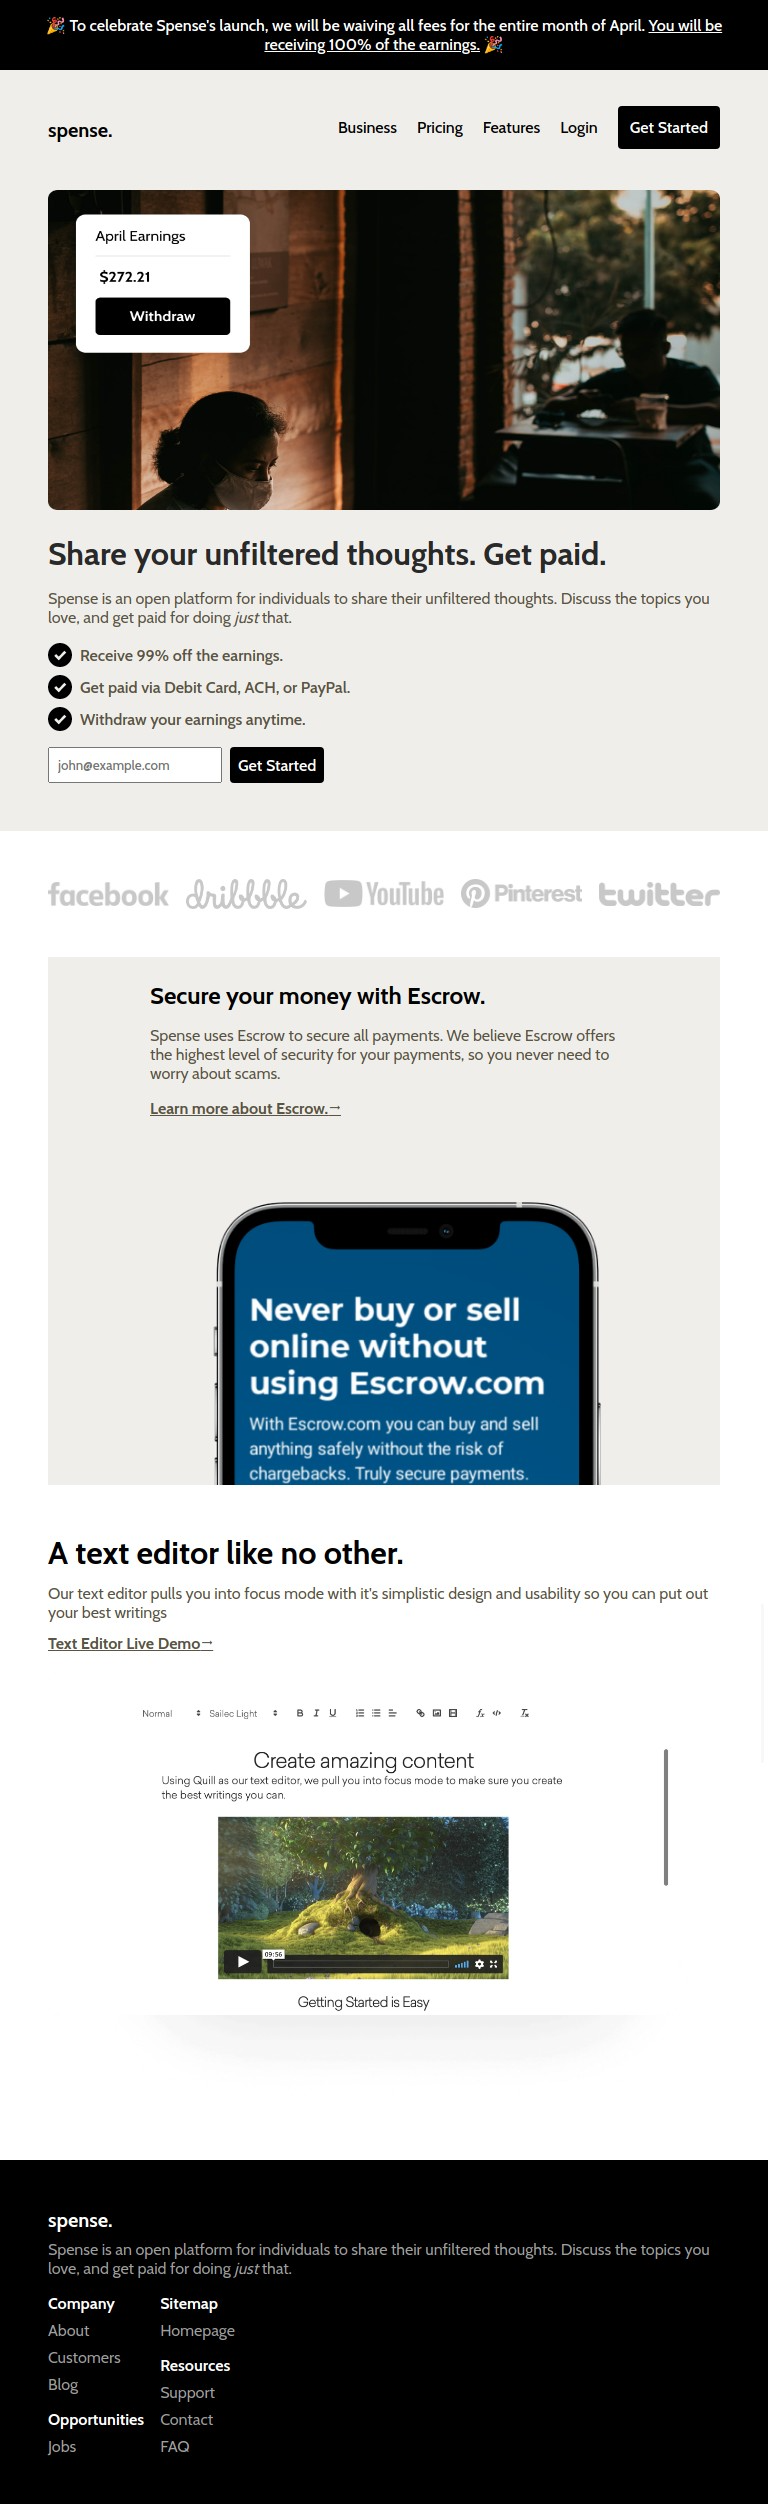 🎉 To celebrate Spense's launch, we will be waiving all fees for the entire month of April. You will be
receiving 100% of the earnings. 🎉
spense.
Business Pricing Features Login Get Started
April Earnings
$272.21
Withdraw
Share your unfiltered thoughts. Get paid.
Spense is an open platform for individuals to share their unfiltered thoughts. Discuss the topics you
love, and get paid for doing just that.
Receive 99% off the earnings.
Get paid via Debit Card, ACH, or PayPal.
Withdraw your earnings anytime.
john@example.com Get Started
facebook dribbble YouTube Pinterest twitter
Secure your money with Escrow.
Spense uses Escrow to secure all payments. We believe Escrow offers
the highest level of security for your payments, so you never need to
worry about scams.
Learn more about Escrow.→
Never buy or sell
online without
using Escrow.com
With Escrow.com you can buy and sell
anything safely without the risk of
chargebacks. Truly secure payments.
A text editor like no other.
Our text editor pulls you into focus mode with it's simplistic design and usability so you can put out
your best writings
Text Editor Live Demo→
Normal Sailec Light B I U
Create amazing content
Using Quill as our text editor, we pull you into focus mode to make sure you create
the best writings you can.
09:56
Getting Started is Easy
spense.
Spense is an open platform for individuals to share their unfiltered thoughts. Discuss the topics you
love, and get paid for doing just that.
Company
About
Customers
Blog
Opportunities
Jobs
Sitemap
Homepage
Resources
Support
Contact
FAQ